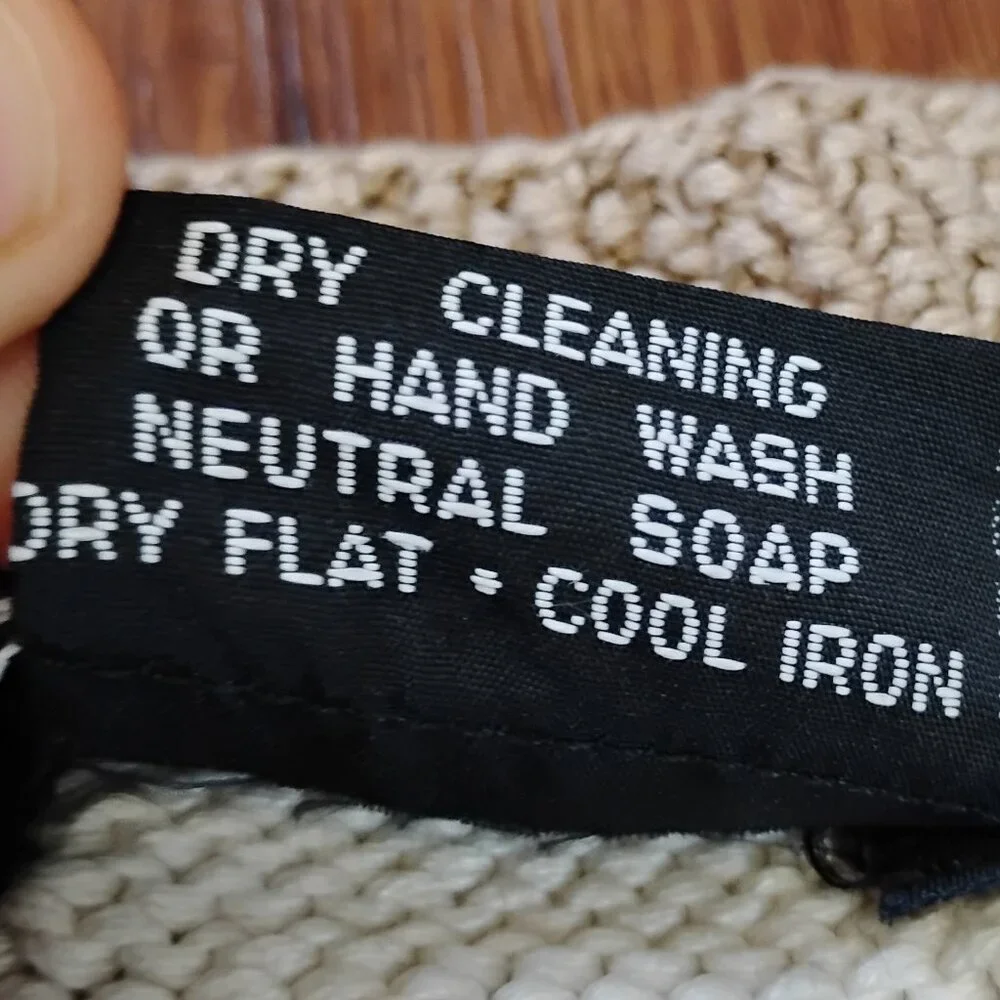 DRY CLEANING
OR HAND WASH
NEUTRAL SOAP
DRY FLAT - COOL IRON